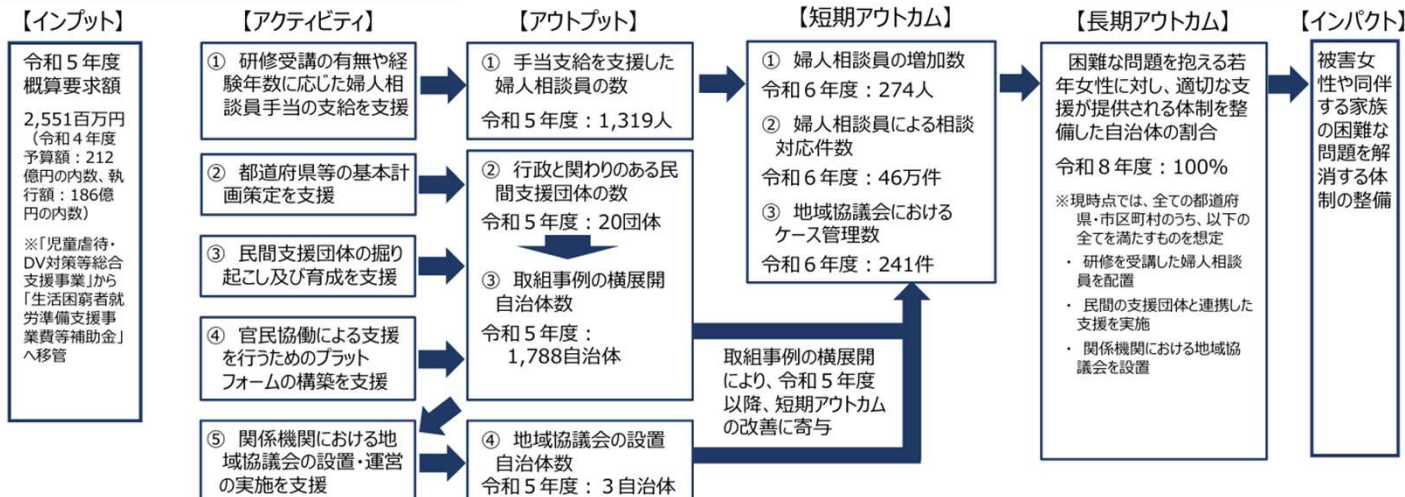 【インプット】
令和５年度
概算要求額
2,551百万円
（令和４年度
予算額：212
億円の内数、執
行額：186億
円の内数）
※「児童虐待・
DV対策等総合
支援事業」から
「生活困窮者就
労準備支援事
業費等補助金」
へ移管
【アクティビティ】
① 研修受講の有無や経
験年数に応じた婦人相
談員手当の支給を支援
② 都道府県等の基本計
画策定を支援
③ 民間支援団体の掘り
起こし及び育成を支援
④ 官民協働による支援
を行うためのプラット
フォームの構築を支援
⑤ 関係機関における地
域協議会の設置・運営
の実施を支援
【アウトプット】
① 手当支給を支援した
婦人相談員の数
令和５年度：1,319人
② 行政と関わりのある民
間支援団体の数
令和５年度：20団体
③ 取組事例の横展開
自治体数
令和５年度：
1,788自治体
④ 地域協議会の設置
自治体数
令和５年度：３自治体
【短期アウトカム】
① 婦人相談員の増加数
令和６年度：274人
② 婦人相談員による相談
対応件数
令和６年度：46万件
③ 地域協議会における
ケース管理数
令和６年度：241件
取組事例の横展開
により、令和５年度
以降、短期アウトカム
の改善に寄与
【長期アウトカム】
困難な問題を抱える若
年女性に対し、適切な支
援が提供される体制を整
備した自治体の割合
令和８年度：100%
※現時点では、全ての都道府
県・市区町村のうち、以下の
全てを満たすものを想定
・ 研修を受講した婦人相談
員を配置
・ 民間の支援団体と連携した
支援を実施
・ 関係機関における地域協
議会を設置
【インパクト】
被害女
性や同伴
する家族
の困難な
問題を解
消する体
制の整備